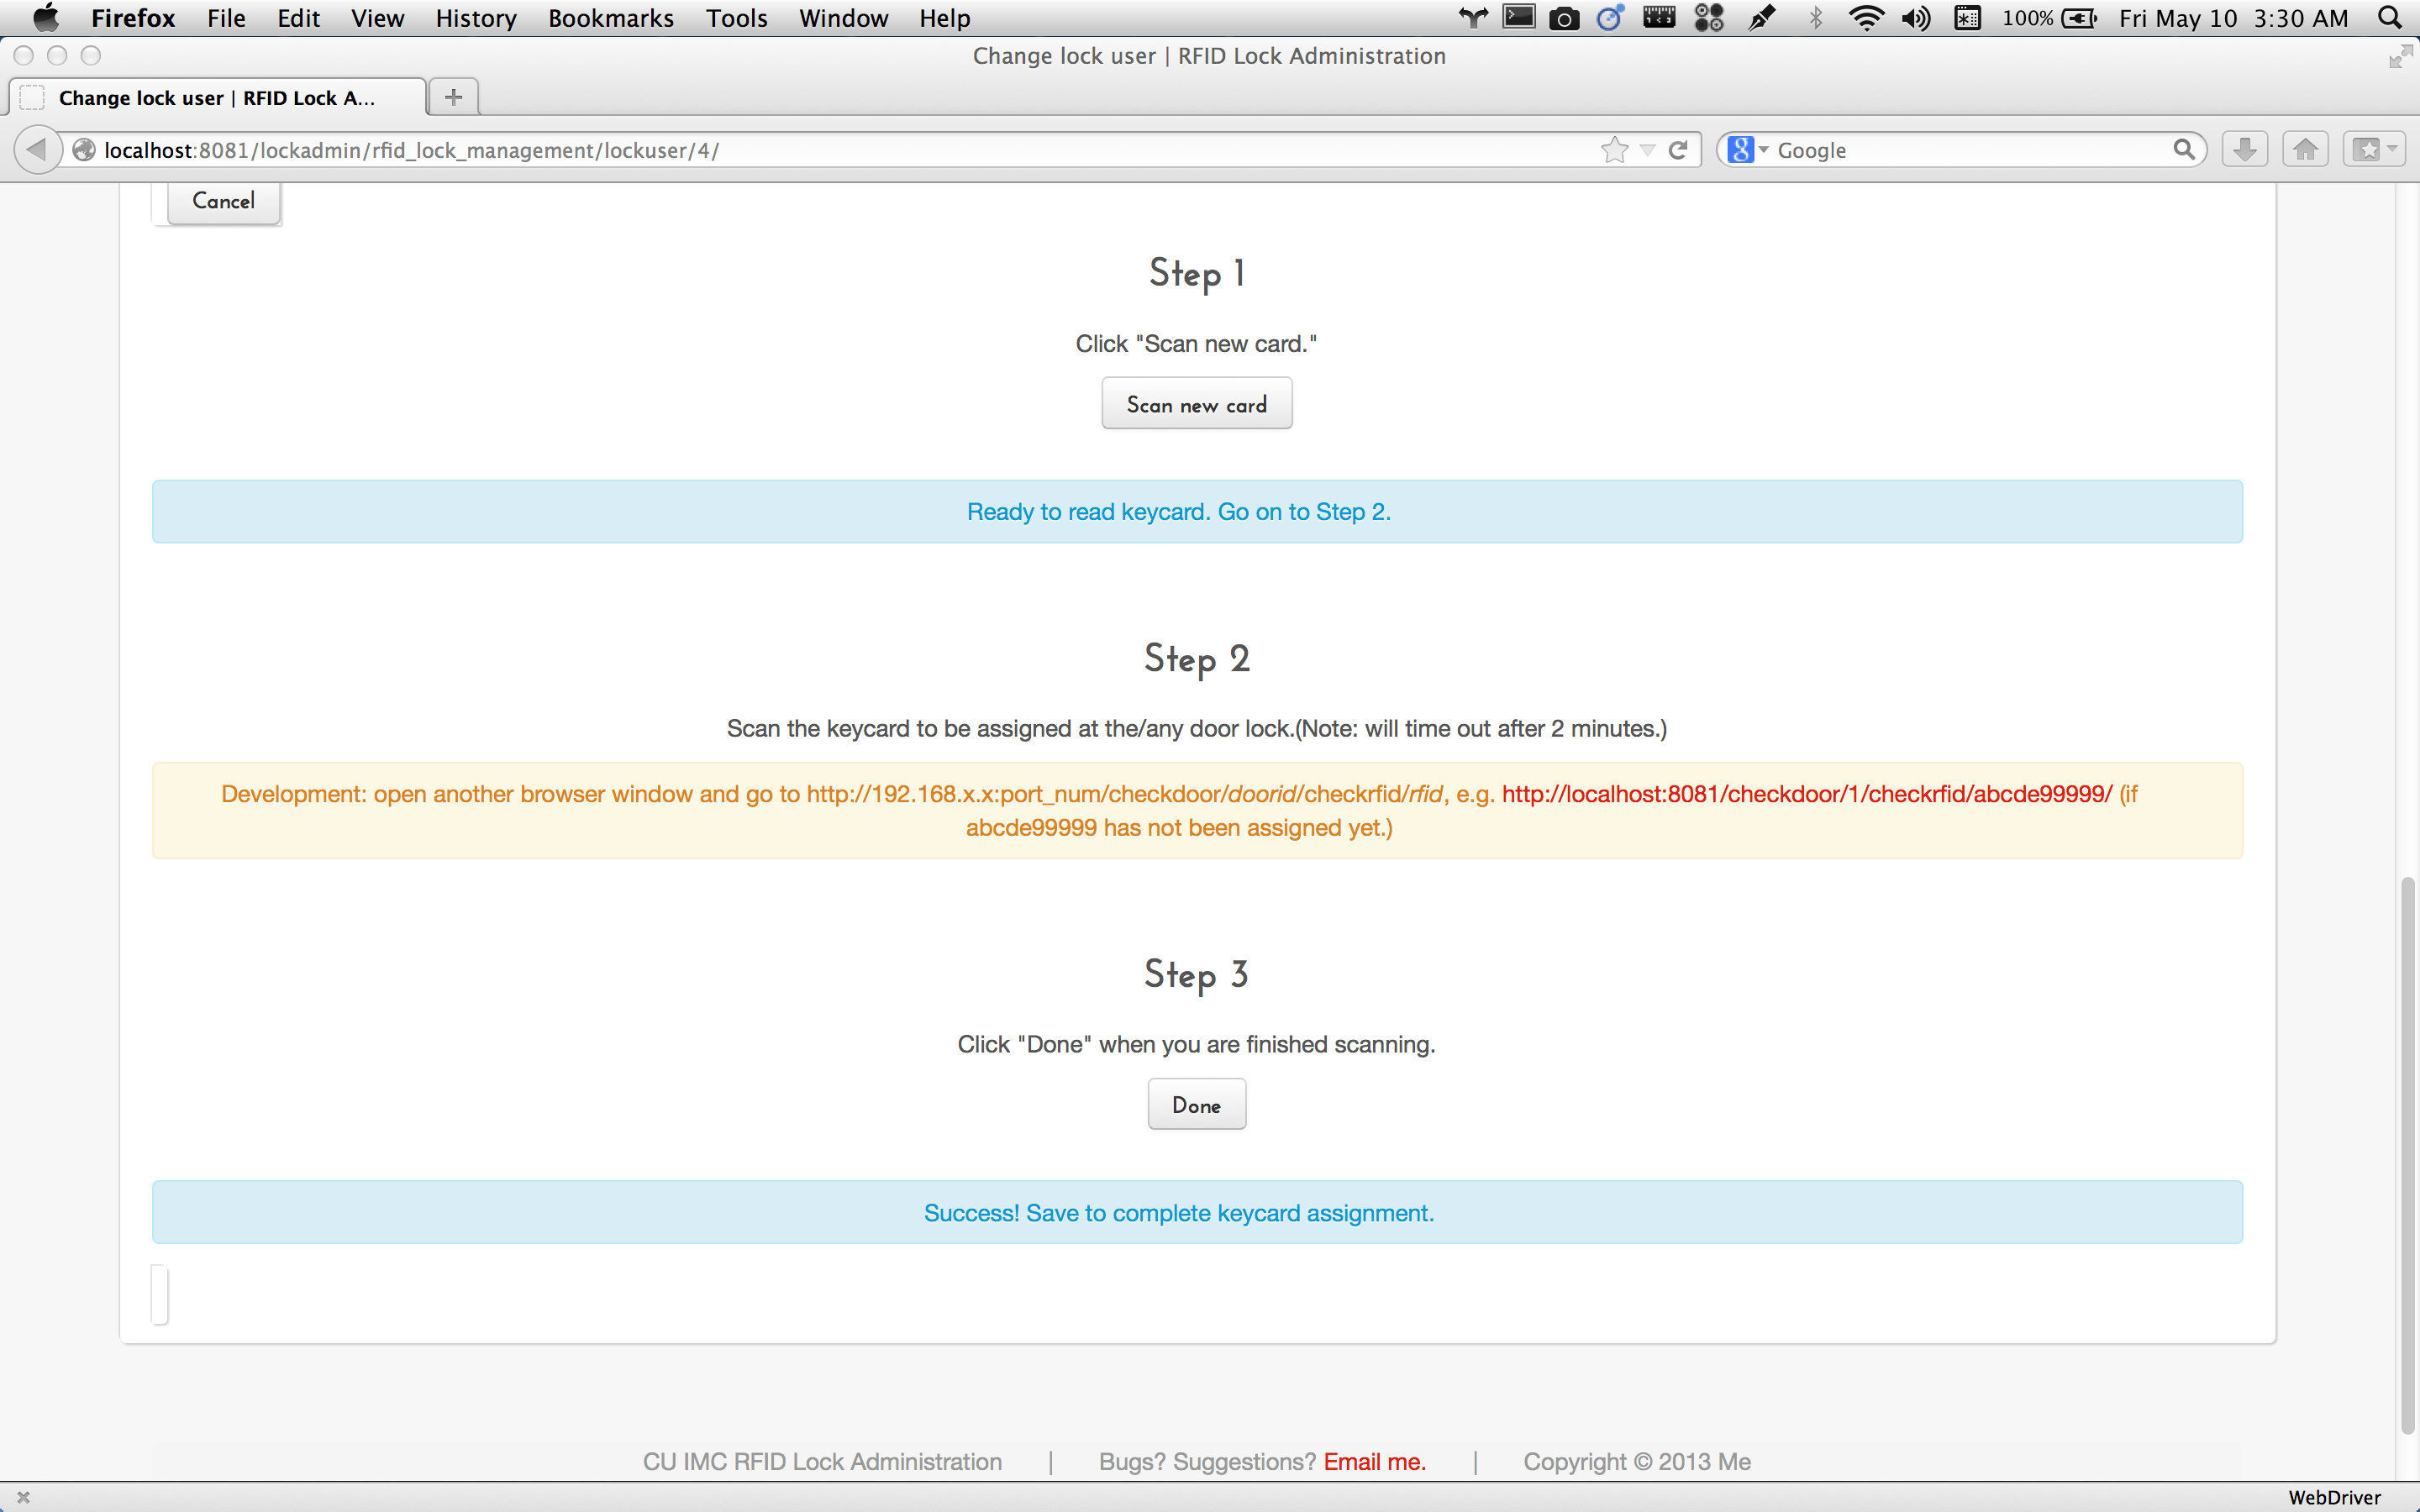 Firefox File Edit View History Bookmarks Tools Window Help 100% Fri May 10 3:30 AM
Change lock user | RFID Lock Administration
Change lock user | RFID Lock A...
localhost:8081/lockadmin/rfid_lock_management/lockuser/4/ Google
Cancel
Step 1
Click "Scan new card."
Scan new card
Ready to read keycard. Go on to Step 2.
Step 2
Scan the keycard to be assigned at the/any door lock.(Note: will time out after 2 minutes.)
Development: open another browser window and go to http://192.168.x.x:port_num/checkdoor/doorid/checkrfid/rfid, e.g. http://localhost:8081/checkdoor/1/checkrfid/abcde99999/ (if
abcde99999 has not been assigned yet.)
Step 3
Click "Done" when you are finished scanning.
Done
Success! Save to complete keycard assignment.
CU IMC RFID Lock Administration | Bugs? Suggestions? Email me. | Copyright © 2013 Me
WebDriver